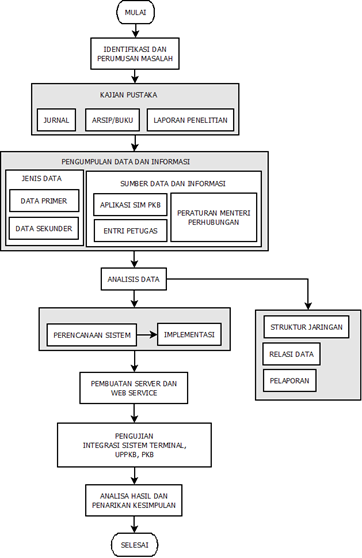 MULAI
IDENTIFIKASI DAN
PERUMUSAN MASALAH
KAJIAN PUSTAKA
JURNAL
ARSIP/BUKU
LAPORAN PENELITIAN
PENGUMPULAN DATA DAN INFORMASI
JENIS DATA
DATA PRIMER
DATA SEKUNDER
SUMBER DATA DAN INFORMASI
APLIKASI SIM PKB
ENTRI PETUGAS
PERATURAN MENTERI
PERHUBUNGAN
ANALISIS DATA
STRUKTUR JARINGAN
RELASI DATA
PELAPORAN
PERENCANAAN SISTEM
IMPLEMENTASI
PEMBUATAN SERVER DAN
WEB SERVICE
PENGUJIAN
INTEGRASI SISTEM TERMINAL,
UPPKB, PKB
ANALISA HASIL DAN
PENARIKAN KESIMPULAN
SELESAI